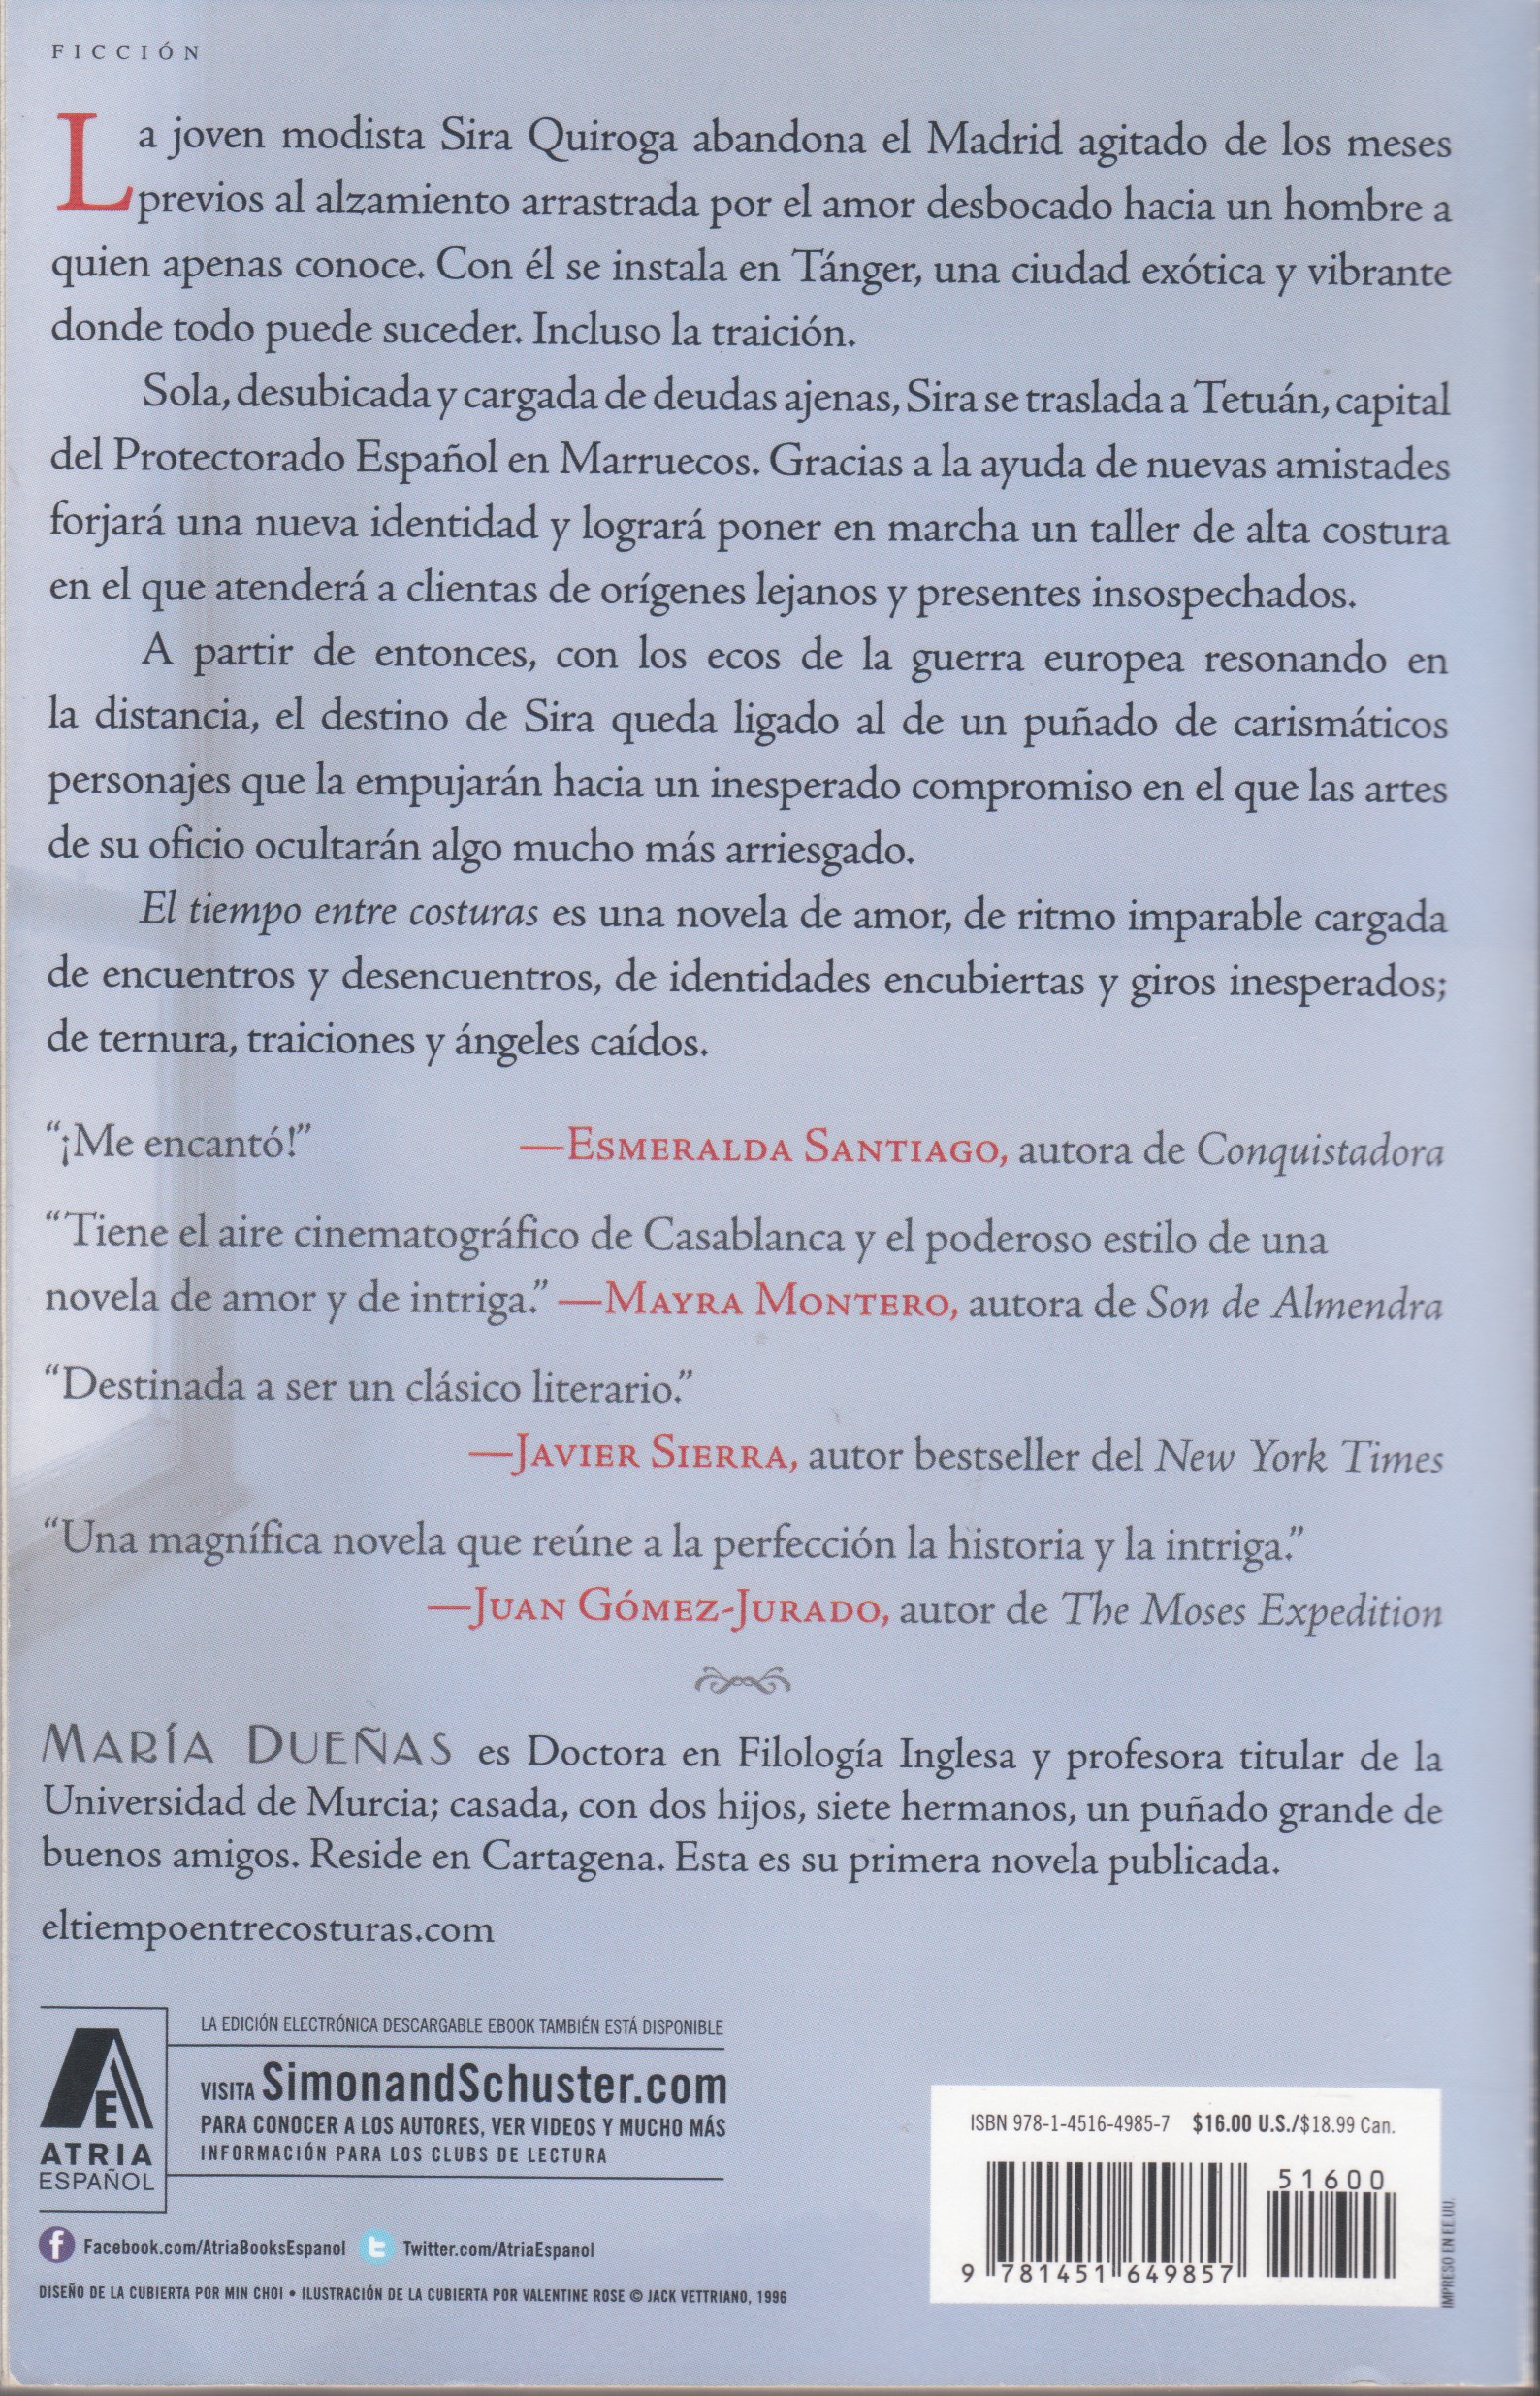 FICCIÓN
La joven modista Sira Quiroga abandona el Madrid agitado de los meses
previos al alzamiento arrastrada por el amor desbocado hacia un hombre a
quien apenas conoce. Con él se instala en Tánger, una ciudad exótica y vibrante
donde todo puede suceder. Incluso la traición.
Sola, desubicada y cargada de deudas ajenas, Sira se traslada a Tetuán, capital
del Protectorado Español en Marruecos. Gracias a la ayuda de nuevas amistades
forjará una nueva identidad y logrará poner en marcha un taller de alta costura
en el que atenderá a clientas de orígenes lejanos y presentes insospechados.
A partir de entonces, con los ecos de la guerra europea resonando en
la distancia, el destino de Sira queda ligado al de un puñado de carismáticos
personajes que la empujarán hacia un inesperado compromiso en el que las artes
de su oficio ocultarán algo mucho más arriesgado.
El tiempo entre costuras es una novela de amor, de ritmo imparable cargada
de encuentros y desencuentros, de identidades encubiertas y giros inesperados;
de ternura, traiciones y ángeles caídos.
“¡Me encantó!” —ESMERALDA SANTIAGO, autora de Conquistadora
“Tiene el aire cinematográfico de Casablanca y el poderoso estilo de una
novela de amor y de intriga.” —MAYRA MONTERO, autora de Son de Almendra
“Destinada a ser un clásico literario.”
—JAVIER SIERRA, autor bestseller del New York Times
“Una magnífica novela que reúne a la perfección la historia y la intriga.”
—JUAN GÓMEZ-JURADO, autor de The Moses Expedition
MARÍA DUEÑAS es Doctora en Filología Inglesa y profesora titular de la
Universidad de Murcia; casada, con dos hijos, siete hermanos, un puñado grande de
buenos amigos. Reside en Cartagena. Esta es su primera novela publicada.
eltiempoentrecosturas.com
LA EDICIÓN ELECTRÓNICA DESCARGABLE EBOOK TAMBIÉN ESTÁ DISPONIBLE
VISITA SimonandSchuster.com
PARA CONOCER A LOS AUTORES, VER VIDEOS Y MUCHO MÁS
INFORMACIÓN PARA LOS CLUBS DE LECTURA
AE
ATRIA
ESPAÑOL
Facebook.com/AtriaBooksEspanol Twitter.com/AtriaEspanol
DISEÑO DE LA CUBIERTA POR MIN CHOI • ILUSTRACIÓN DE LA CUBIERTA POR VALENTINE ROSE © JACK VETTRIANO, 1996
ISBN 978-1-4516-4985-7 $16.00 U.S./$18.99 Can.
51600
9 781451 649857
IMPRESO EN EE.UU.